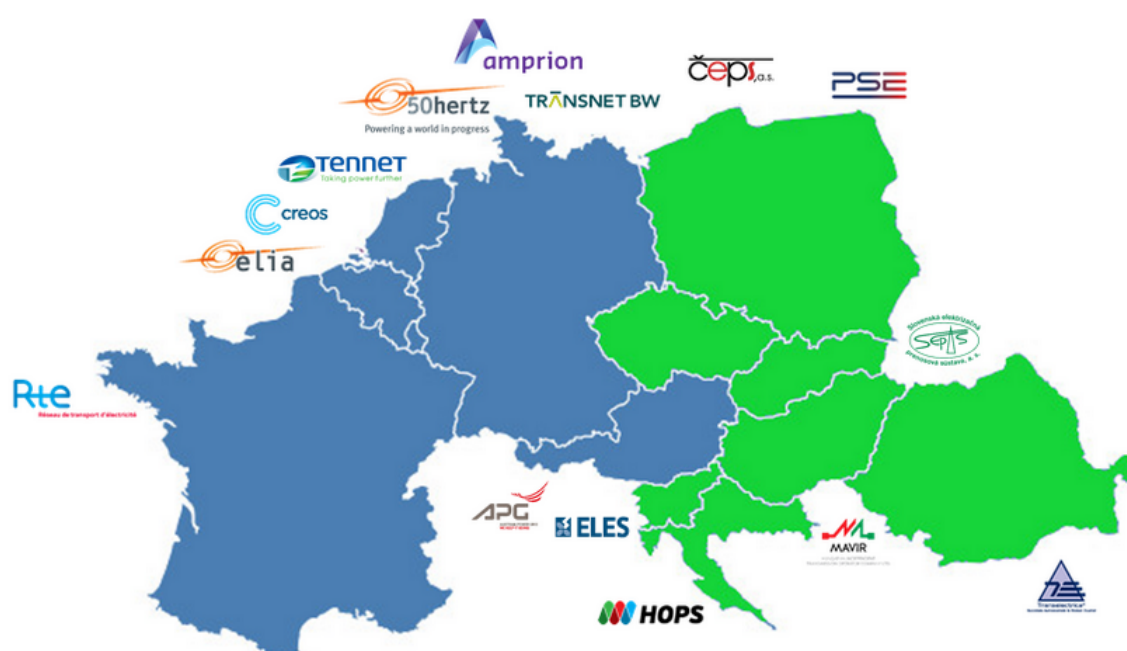 amprion
čeps,a.s.
PSE
50hertz
Powering a world in progress
TRANSNET BW
TENNET
Taking power further
creos
elia
Slovenská elektrizačná
SEPS
prenosová sústava, a. s.
Rte
Réseau de transport d'électricité
APG
ELES
MAVIR
HOPS
Transelectrica